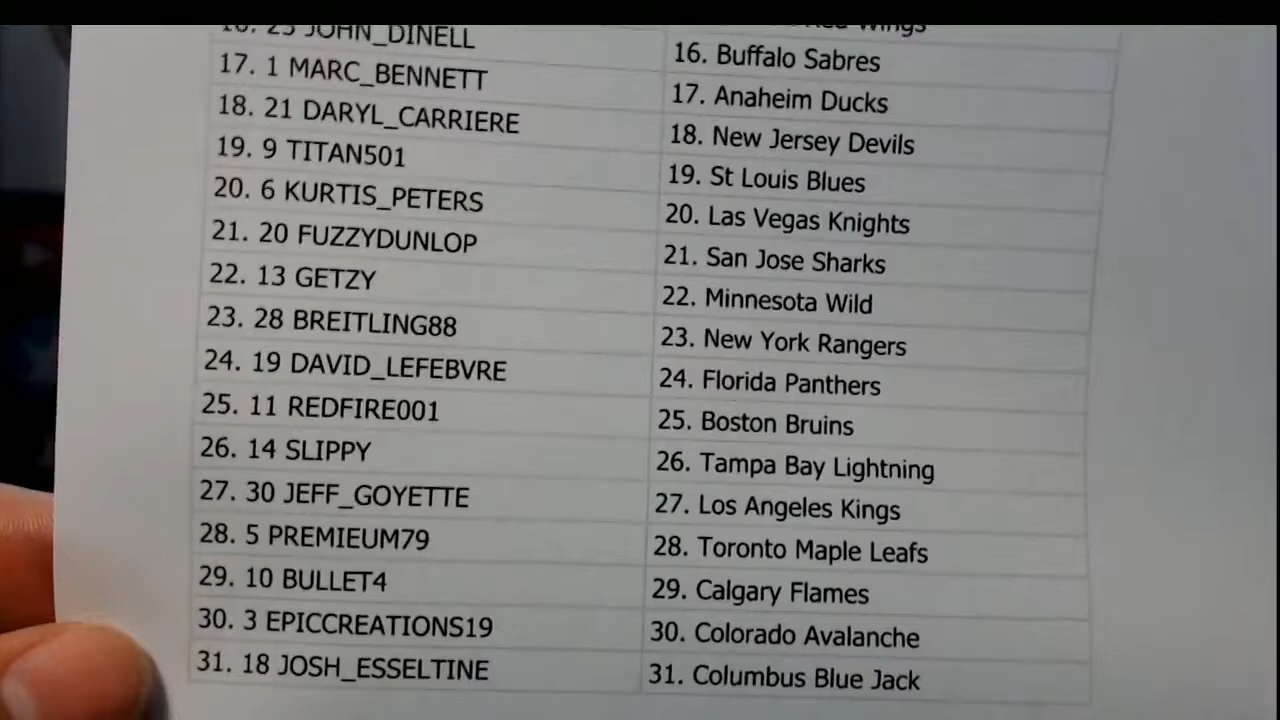 Wings
16. 25 JOHN_DINELL 16. Buffalo Sabres
17. 1 MARC_BENNETT 17. Anaheim Ducks
18. 21 DARYL_CARRIERE 18. New Jersey Devils
19. 9 TITAN501 19. St Louis Blues
20. 6 KURTIS_PETERS 20. Las Vegas Knights
21. 20 FUZZYDUNLOP 21. San Jose Sharks
22. 13 GETZY 22. Minnesota Wild
23. 28 BREITLING88 23. New York Rangers
24. 19 DAVID_LEFEBVRE 24. Florida Panthers
25. 11 REDFIRE001 25. Boston Bruins
26. 14 SLIPPY 26. Tampa Bay Lightning
27. 30 JEFF_GOYETTE 27. Los Angeles Kings
28. 5 PREMIEUM79 28. Toronto Maple Leafs
29. 10 BULLET4 29. Calgary Flames
30. 3 EPICCREATIONS19 30. Colorado Avalanche
31. 18 JOSH_ESSELTINE 31. Columbus Blue Jack